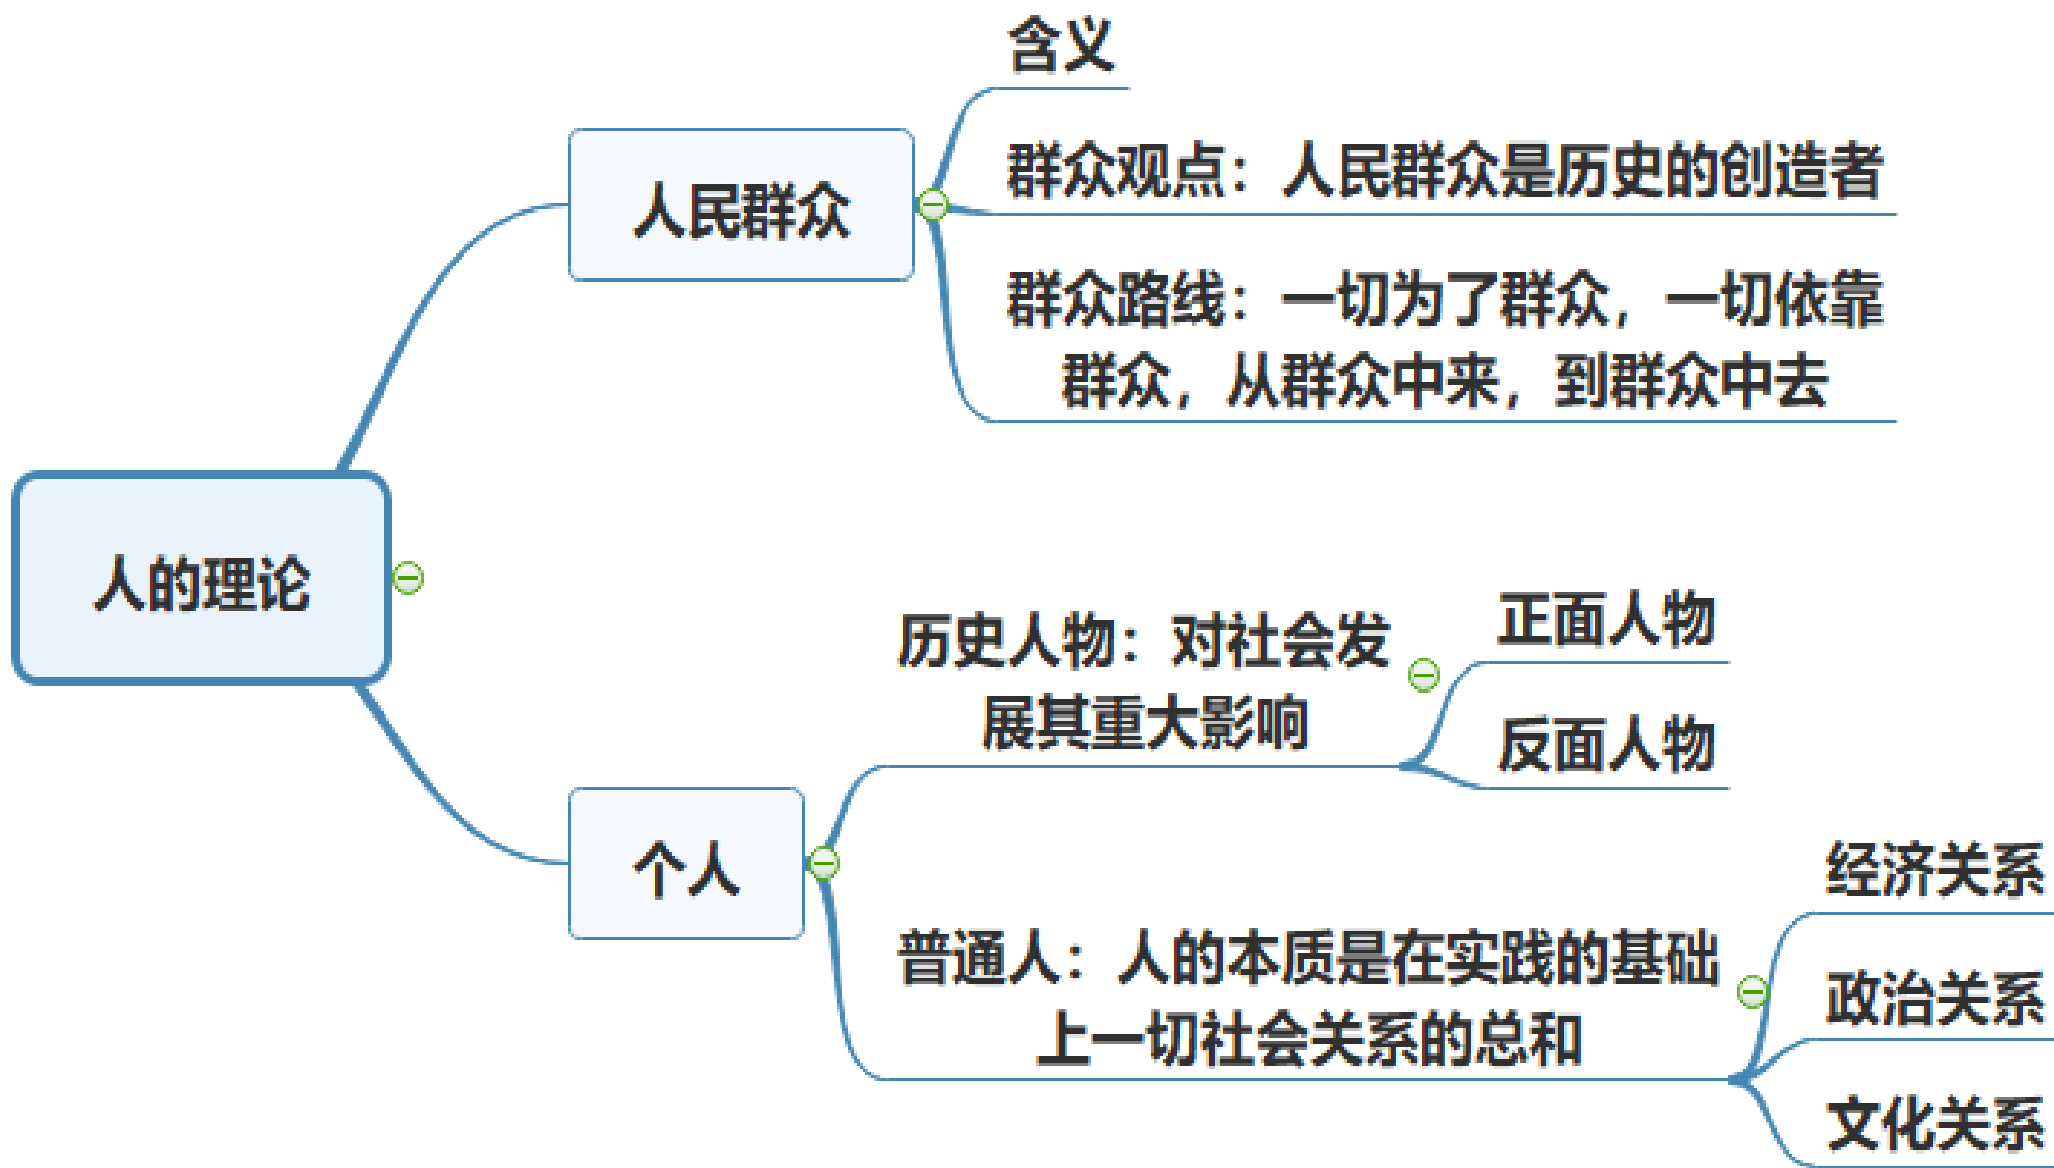 含义
群众观点：人民群众是历史的创造者
人民群众
群众路线：一切为了群众，一切依靠
群众，从群众中来，到群众中去
人的理论
历史人物：对社会发
展其重大影响
正面人物
反面人物
个人
普通人：人的本质是在实践的基础
上一切社会关系的总和
经济关系
政治关系
文化关系